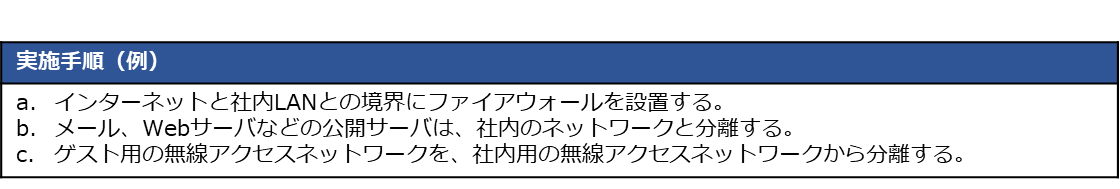 実施手順（例）
a. インターネットと社内LANとの境界にファイアウォールを設置する。
b. メール、Webサーバなどの公開サーバは、社内のネットワークと分離する。
c. ゲスト用の無線アクセスネットワークを、社内用の無線アクセスネットワークから分離する。